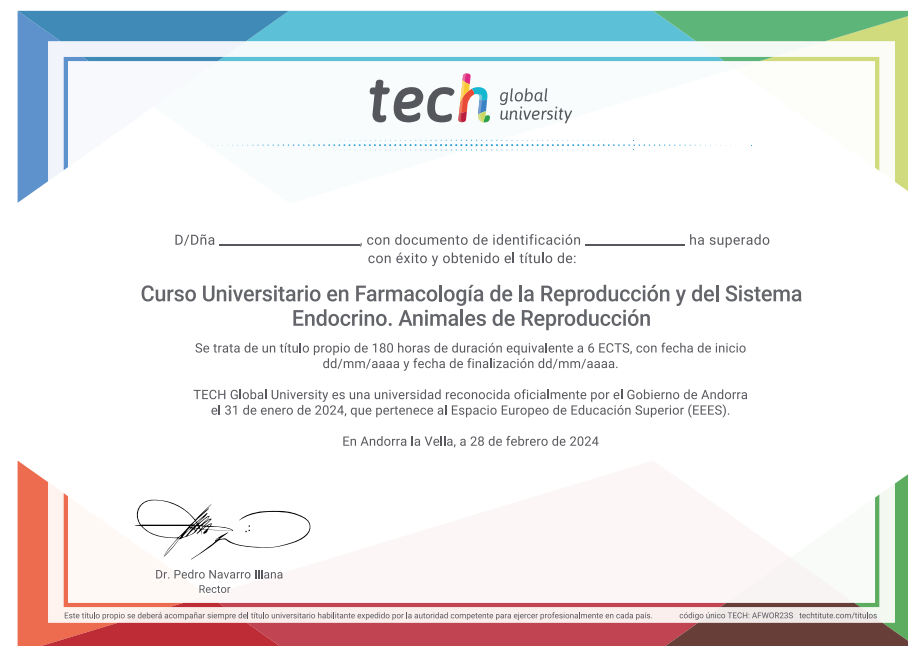 tech global university
D/Dña ____________________, con documento de identificación ______________ ha superado
con éxito y obtenido el título de:
Curso Universitario en Farmacología de la Reproducción y del Sistema
Endocrino. Animales de Reproducción
Se trata de un título propio de 180 horas de duración equivalente a 6 ECTS, con fecha de inicio
dd/mm/aaaa y fecha de finalización dd/mm/aaaa.
TECH Global University es una universidad reconocida oficialmente por el Gobierno de Andorra
el 31 de enero de 2024, que pertenece al Espacio Europeo de Educación Superior (EEES).
En Andorra la Vella, a 28 de febrero de 2024
Dr. Pedro Navarro Illana
Rector
Este título propio se deberá acompañar siempre del título universitario habilitante expedido por la autoridad competente para ejercer profesionalmente en cada país. código único TECH: AFWOR23S techtitute.com/titulos